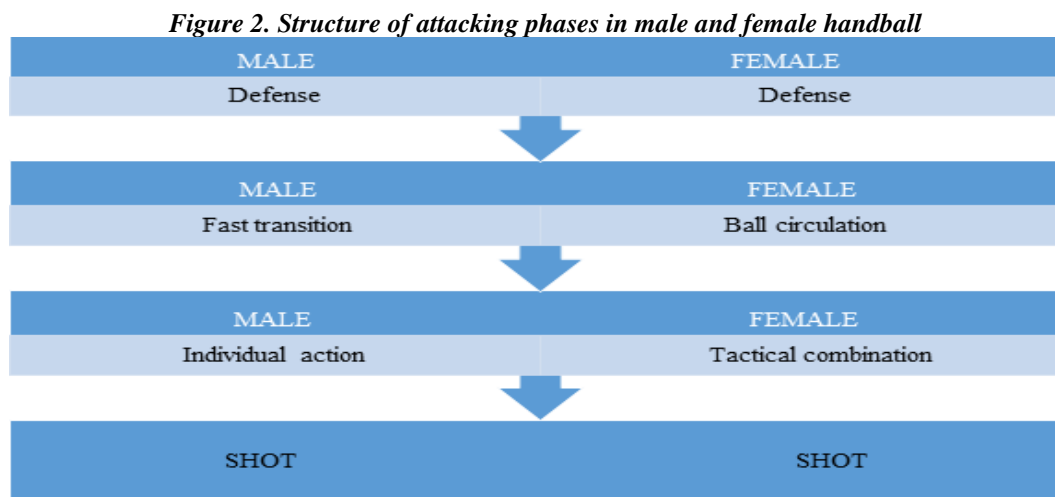 Figure 2. Structure of attacking phases in male and female handball
MALE FEMALE
Defense Defense
MALE FEMALE
Fast transition Ball circulation
MALE FEMALE
Individual action Tactical combination
SHOT SHOT